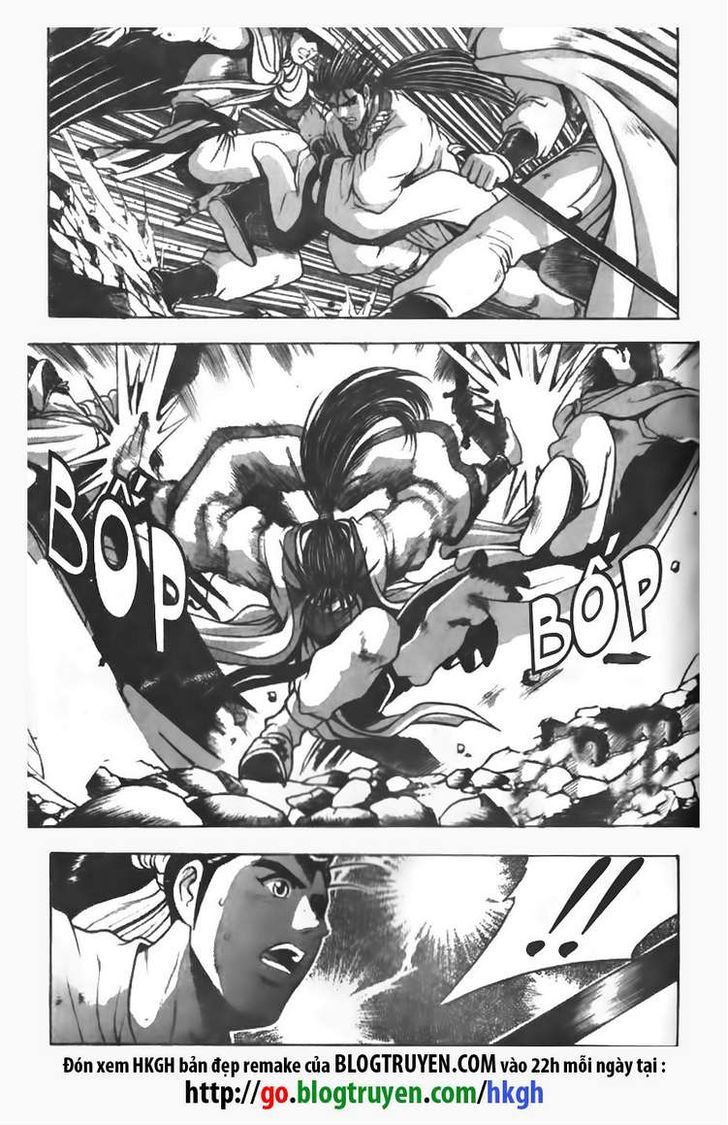 BỐP
BỐP
!!
Đón xem HKGH bản đẹp remake của BLOGTRUYEN.COM vào 22h mỗi ngày tại :
http://go.blogtruyen.com/hkgh